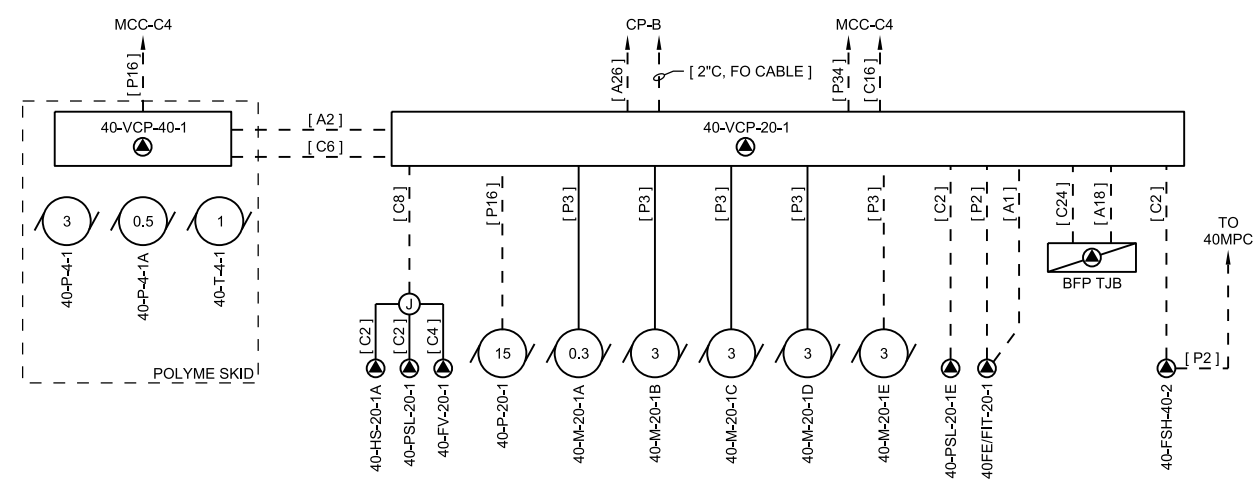 MCC-C4
CP-B
MCC-C4
[ P16 ]
[ A26 ]
[ 2"C, FO CABLE ]
[ P34 ]
[ C16 ]
40-VCP-40-1
[ A2 ]
[ C6 ]
40-VCP-20-1
[ C8 ]
[ P16 ]
[ P3 ]
[ P3 ]
[ P3 ]
[ P3 ]
[ P3 ]
[ C2 ]
[ P2 ]
[ A1 ]
[ C24 ]
[ A18 ]
[ C2 ]
TO
40MPC
3
0.5
1
40-P-4-1
40-P-4-1A
40-T-4-1
BFP TJB
J
[ C2 ]
[ C2 ]
[ C4 ]
15
0.3
3
3
3
3
[ P2 ]
POLYME SKID
40-HS-20-1A
40-PSL-20-1
40-FV-20-1
40-P-20-1
40-M-20-1A
40-M-20-1B
40-M-20-1C
40-M-20-1D
40-M-20-1E
40-PSL-20-1E
40FE/FIT-20-1
40-FSH-40-2